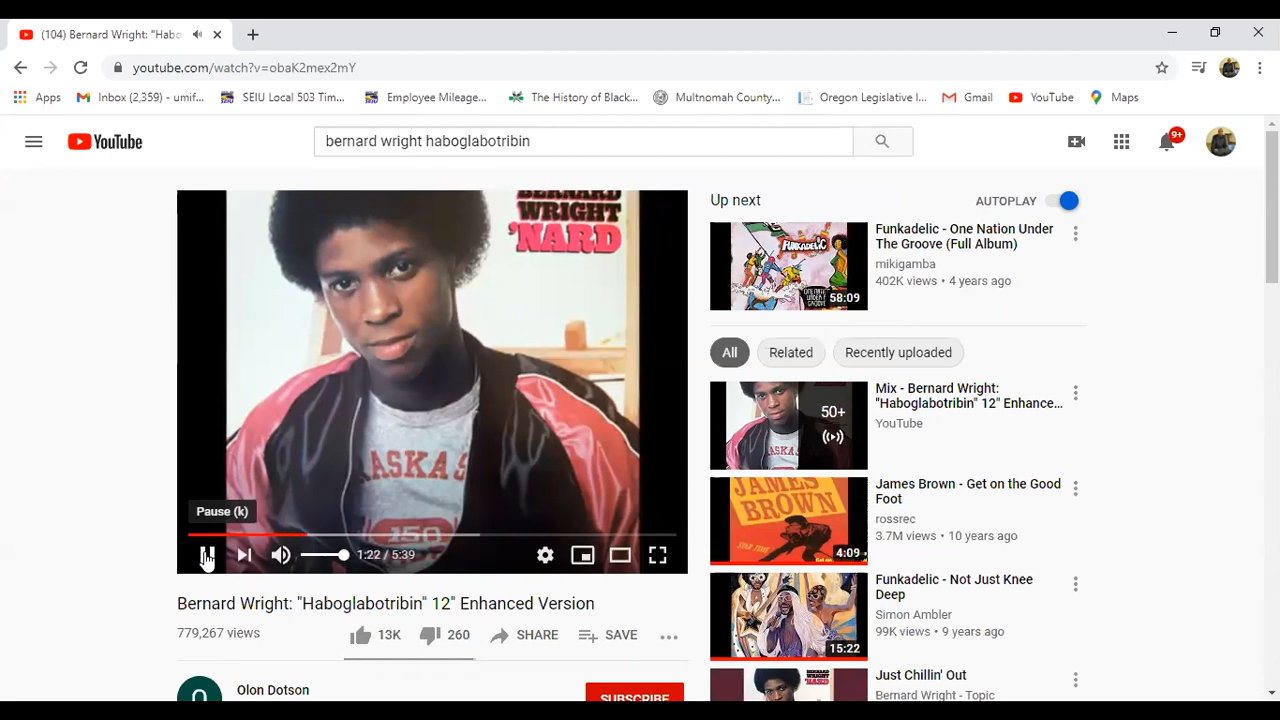 (104) Bernard Wright: "Habo
youtube.com/watch?v=obaK2mex2mY
Apps
Inbox (2,359) - umif...
SEIU Local 503 Tim...
Employee Mileage...
The History of Black...
Multnomah County...
Oregon Legislative I...
Gmail
YouTube
Maps
YouTube
bernard wright haboglabotribin
9+
BERNARD
WRIGHT
'NARD
ALASKA
150
Pause (k)
1:22 / 5:39
Bernard Wright: "Haboglabotribin" 12" Enhanced Version
779,267 views
13K
260
SHARE
SAVE
Olon Dotson
SUBSCRIBE
Up next
AUTOPLAY
FUNKADELIC
58:09
Funkadelic - One Nation Under
The Groove (Full Album)
mikigamba
402K views • 4 years ago
All
Related
Recently uploaded
50+
Mix - Bernard Wright:
"Haboglabotribin" 12" Enhance...
YouTube
JAMES
BROWN
4:09
James Brown - Get on the Good
Foot
rossrec
3.7M views • 10 years ago
15:22
Funkadelic - Not Just Knee
Deep
Simon Ambler
99K views • 9 years ago
Just Chillin' Out
Bernard Wright - Topic